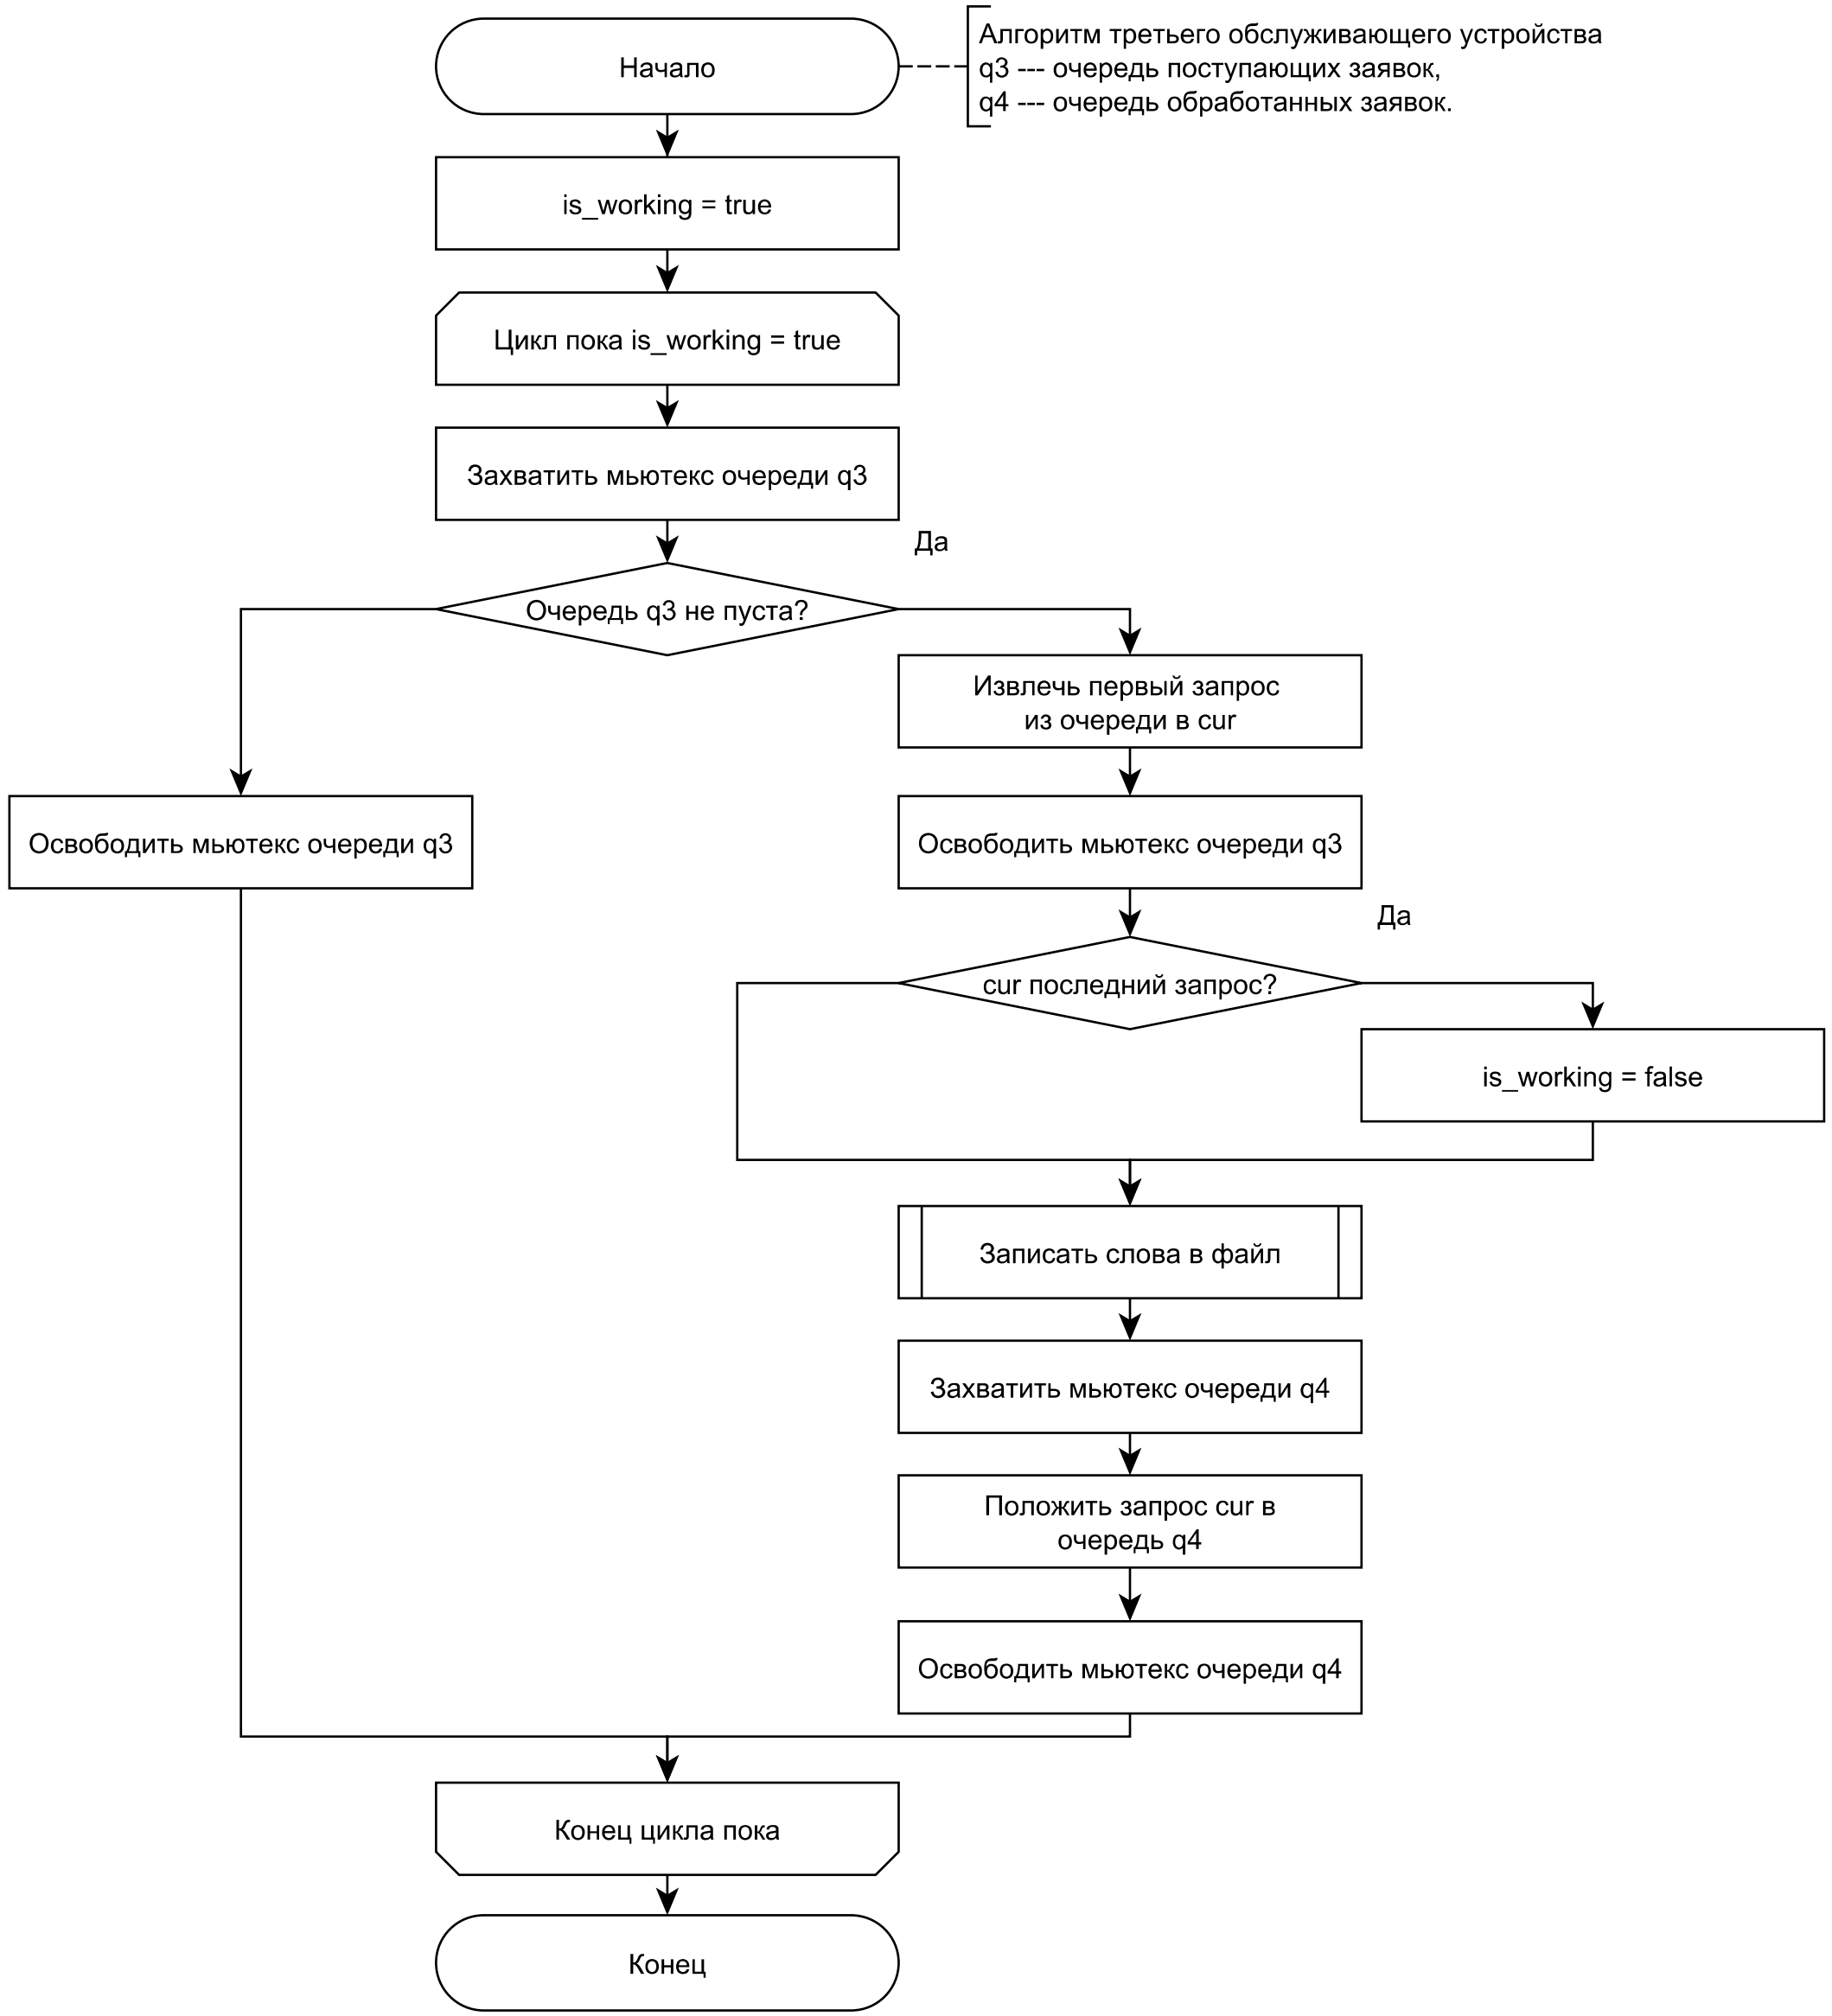 Начало
Алгоритм третьего обслуживающего устройства
q3 --- очередь поступающих заявок,
q4 --- очередь обработанных заявок.
is_working = true
Цикл пока is_working = true
Захватить мьютекс очереди q3
Да
Очередь q3 не пуста?
Извлечь первый запрос
из очереди в cur
Освободить мьютекс очереди q3
Освободить мьютекс очереди q3
Да
cur последний запрос?
is_working = false
Записать слова в файл
Захватить мьютекс очереди q4
Положить запрос cur в
очередь q4
Освободить мьютекс очереди q4
Конец цикла пока
Конец